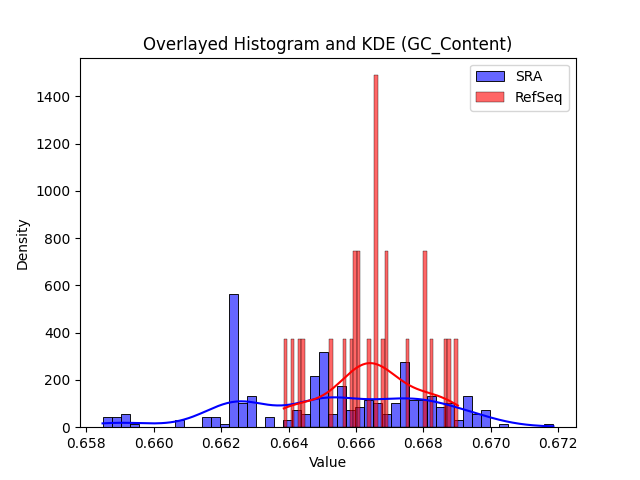 Overlayed Histogram and KDE (GC_Content)
SRA
RefSeq
1400
1200
1000
800
600
400
200
0
Density
0.658 0.660 0.662 0.664 0.666 0.668 0.670 0.672
Value